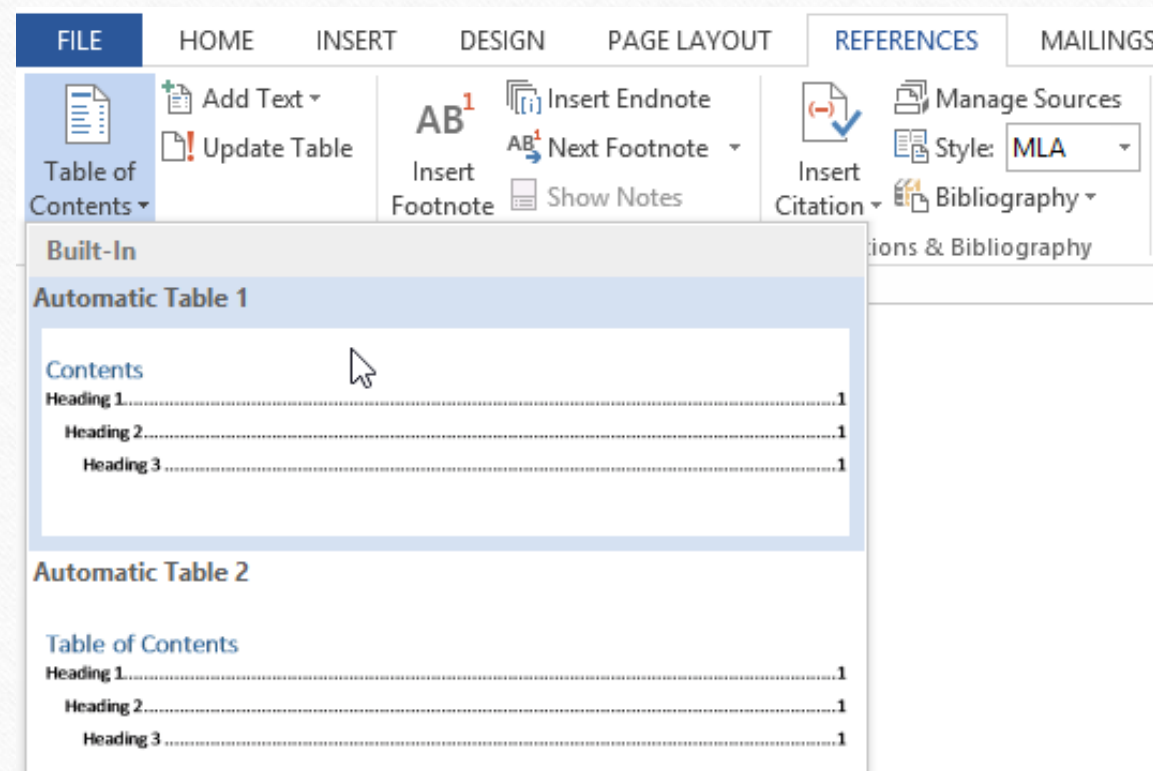 FILE HOME INSERT DESIGN PAGE LAYOUT REFERENCES MAILINGS
Table of
Contents
Add Text
Update Table
AB1
Insert
Footnote
[i] Insert Endnote
AB1 Next Footnote
Show Notes
(-)
Insert
Citation
Manage Sources
Style: MLA
Bibliography
tions & Bibliography
Built-In
Automatic Table 1
Contents
Heading 1...1
Heading 2...1
Heading 3...1
Automatic Table 2
Table of Contents
Heading 1...1
Heading 2...1
Heading 3...1